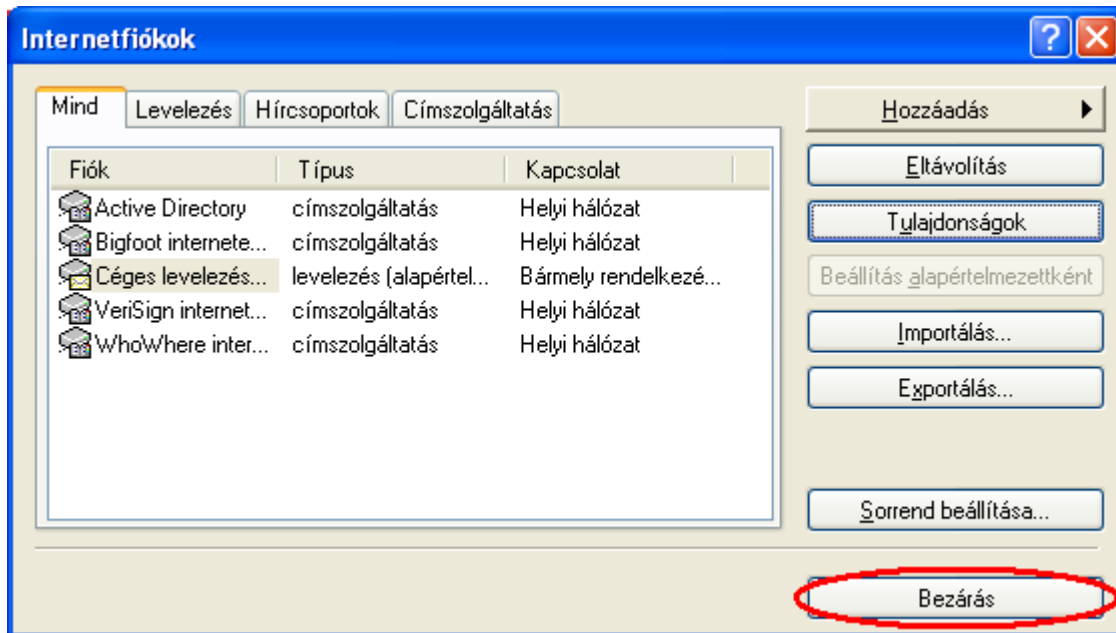 Internetfiókok
Mind Levelezés Hírcsoportok Címszolgáltatás
Fiók Típus Kapcsolat
Active Directory címszolgáltatás Helyi hálózat
Bigfoot internete... címszolgáltatás Helyi hálózat
Céges levelezés... levelezés (alapértel... Bármely rendelkezé...
VeriSign internet... címszolgáltatás Helyi hálózat
WhoWhere inter... címszolgáltatás Helyi hálózat
Hozzáadás
Eltávolítás
Tulajdonságok
Beállítás alapértelmezettként
Importálás...
Exportálás...
Sorrend beállítása...
Bezárás